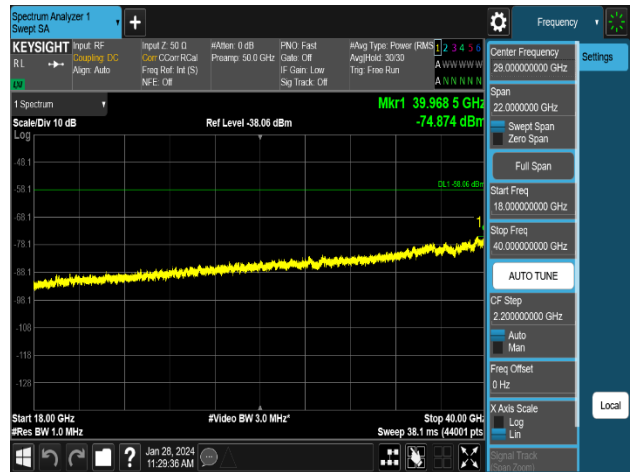 Spectrum Analyzer 1
Swept SA
+
Frequency
KEYSIGHT
RL
LV
Input: RF
Coupling: DC
Align: Auto
Input Z: 50 Ω
Corr CCorr RCal
Freq Ref: Int (S)
NFE: Off
#Atten: 0 dB
Preamp: 50.0 GHz
PNO: Fast
Gate: Off
IF Gain: Low
Sig Track: Off
#Avg Type: Power (RMS
Avg|Hold: 30/30
Trig: Free Run
1 2 3 4 5 6
A W W W W W
A N N N N N
1 Spectrum
Scale/Div 10 dB
Log
Ref Level -38.06 dBm
Mkr1 39.968 5 GHz
-74.874 dBm
DL1 -58.06 dBm
1
-48.1
-58.1
-68.1
-78.1
-88.1
-98.1
-108
-118
-128
Start 18.00 GHz
#Res BW 1.0 MHz
#Video BW 3.0 MHz*
Stop 40.00 GHz
Sweep 38.1 ms (44001 pts
?
Jan 28, 2024
11:29:36 AM
Center Frequency
29.000000000 GHz
Span
22.0000000 GHz
Swept Span
Zero Span
Full Span
Start Freq
18.000000000 GHz
Stop Freq
40.000000000 GHz
AUTO TUNE
CF Step
2.200000000 GHz
Auto
Man
Freq Offset
0 Hz
X Axis Scale
Log
Lin
Signal Track
(Span Zoom)
Settings
Local